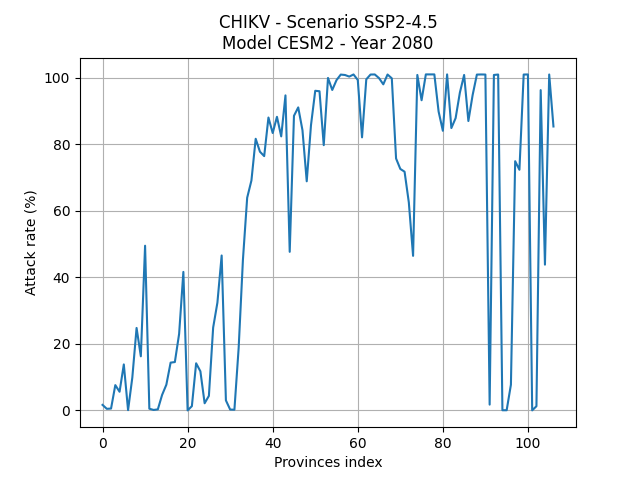 CHIKV - Scenario SSP2-4.5
Model CESM2 - Year 2080
Attack rate (%)
100
80
60
40
20
0
0 20 40 60 80 100
Provinces index